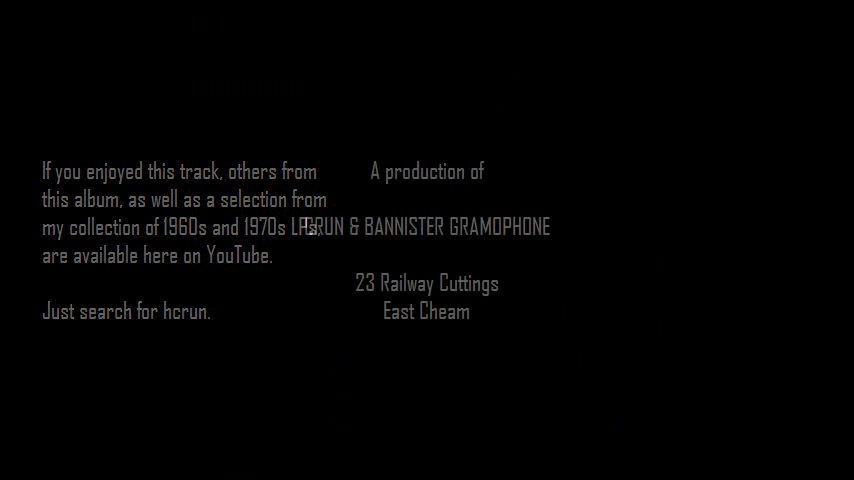 If you enjoyed this track, others from
this album, as well as a selection from
my collection of 1960s and 1970s LPs,
are available here on YouTube.
Just search for hcrun.
A production of
& BANNISTER GRAMOPHONE
23 Railway Cuttings
East Cheam